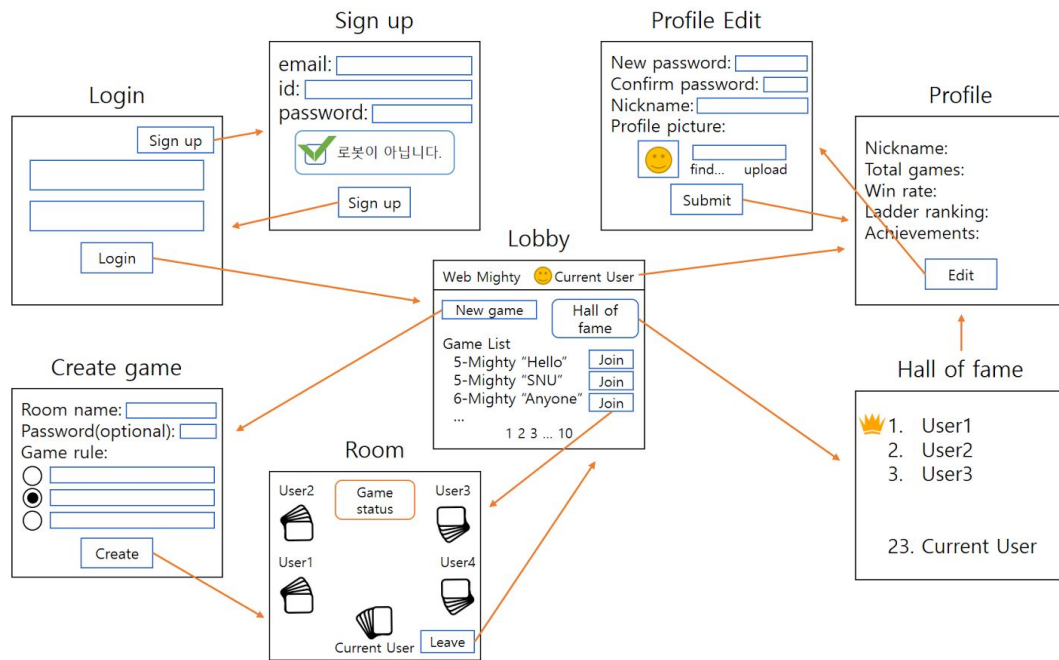 Sign up
email:
id:
password:
로봇이 아닙니다.
Sign up
Profile Edit
New password:
Confirm password:
Nickname:
Profile picture:
find... upload
Submit
Login
Sign up
Login
Profile
Nickname:
Total games:
Win rate:
Ladder ranking:
Achievements:
Edit
Lobby
Web Mighty Current User
New game
Hall of
fame
Game List
5-Mighty “Hello” Join
5-Mighty “SNU” Join
6-Mighty “Anyone” Join
...
1 2 3 ... 10
Create game
Room name:
Password(optional):
Game rule:
Create
Room
User2
Game
status
User3
User1
User4
Current User
Leave
Hall of fame
1. User1
2. User2
3. User3
23. Current User